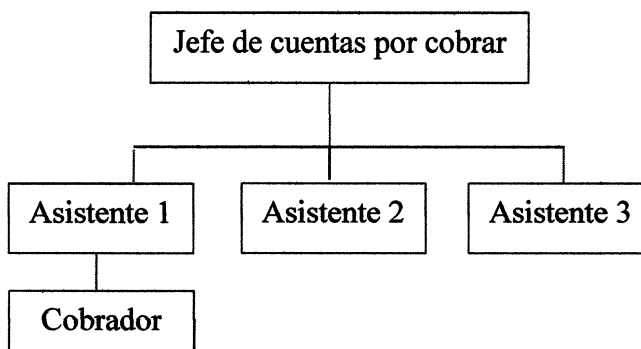 Jefe de cuentas por cobrar
Asistente 1
Asistente 2
Asistente 3
Cobrador